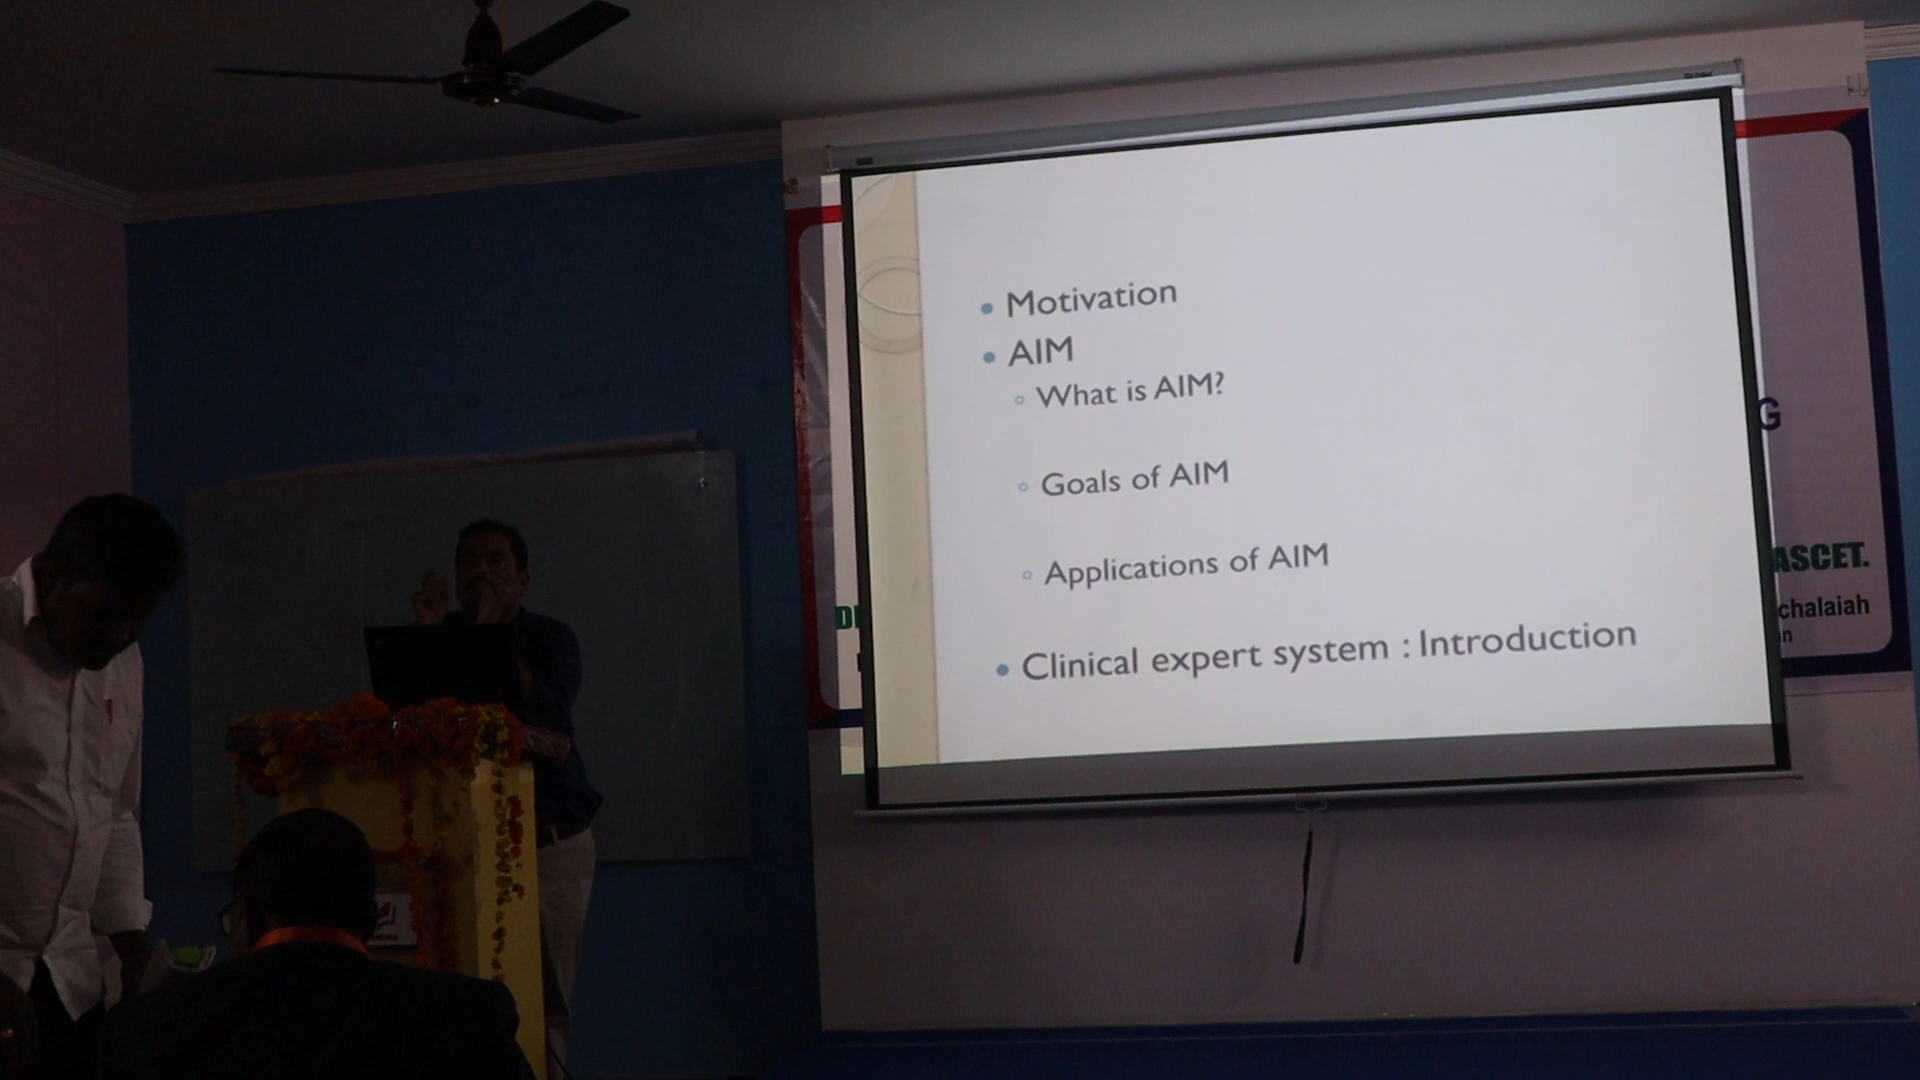 Motivation
AIM
What is AIM?
Goals of AIM
Applications of AIM
Clinical expert system : Introduction
G
ASCET.
chalaiah